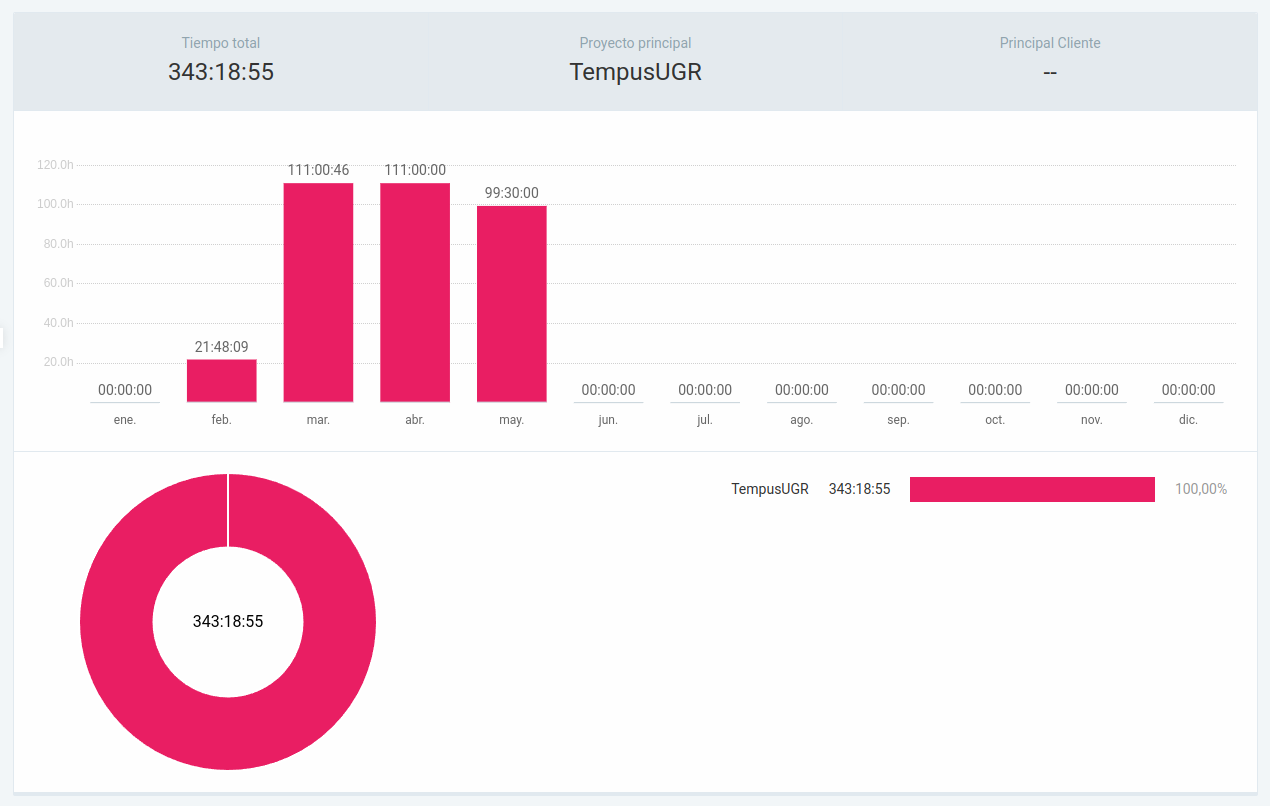 Tiempo total
343:18:55
Proyecto principal
TempusUGR
Principal Cliente
--
120.0h
100.0h
80.0h
60.0h
40.0h
20.0h
00:00:00
21:48:09
111:00:46
111:00:00
99:30:00
00:00:00
00:00:00
00:00:00
00:00:00
00:00:00
00:00:00
00:00:00
ene.
feb.
mar.
abr.
may.
jun.
jul.
ago.
sep.
oct.
nov.
dic.
343:18:55
TempusUGR 343:18:55 100,00%